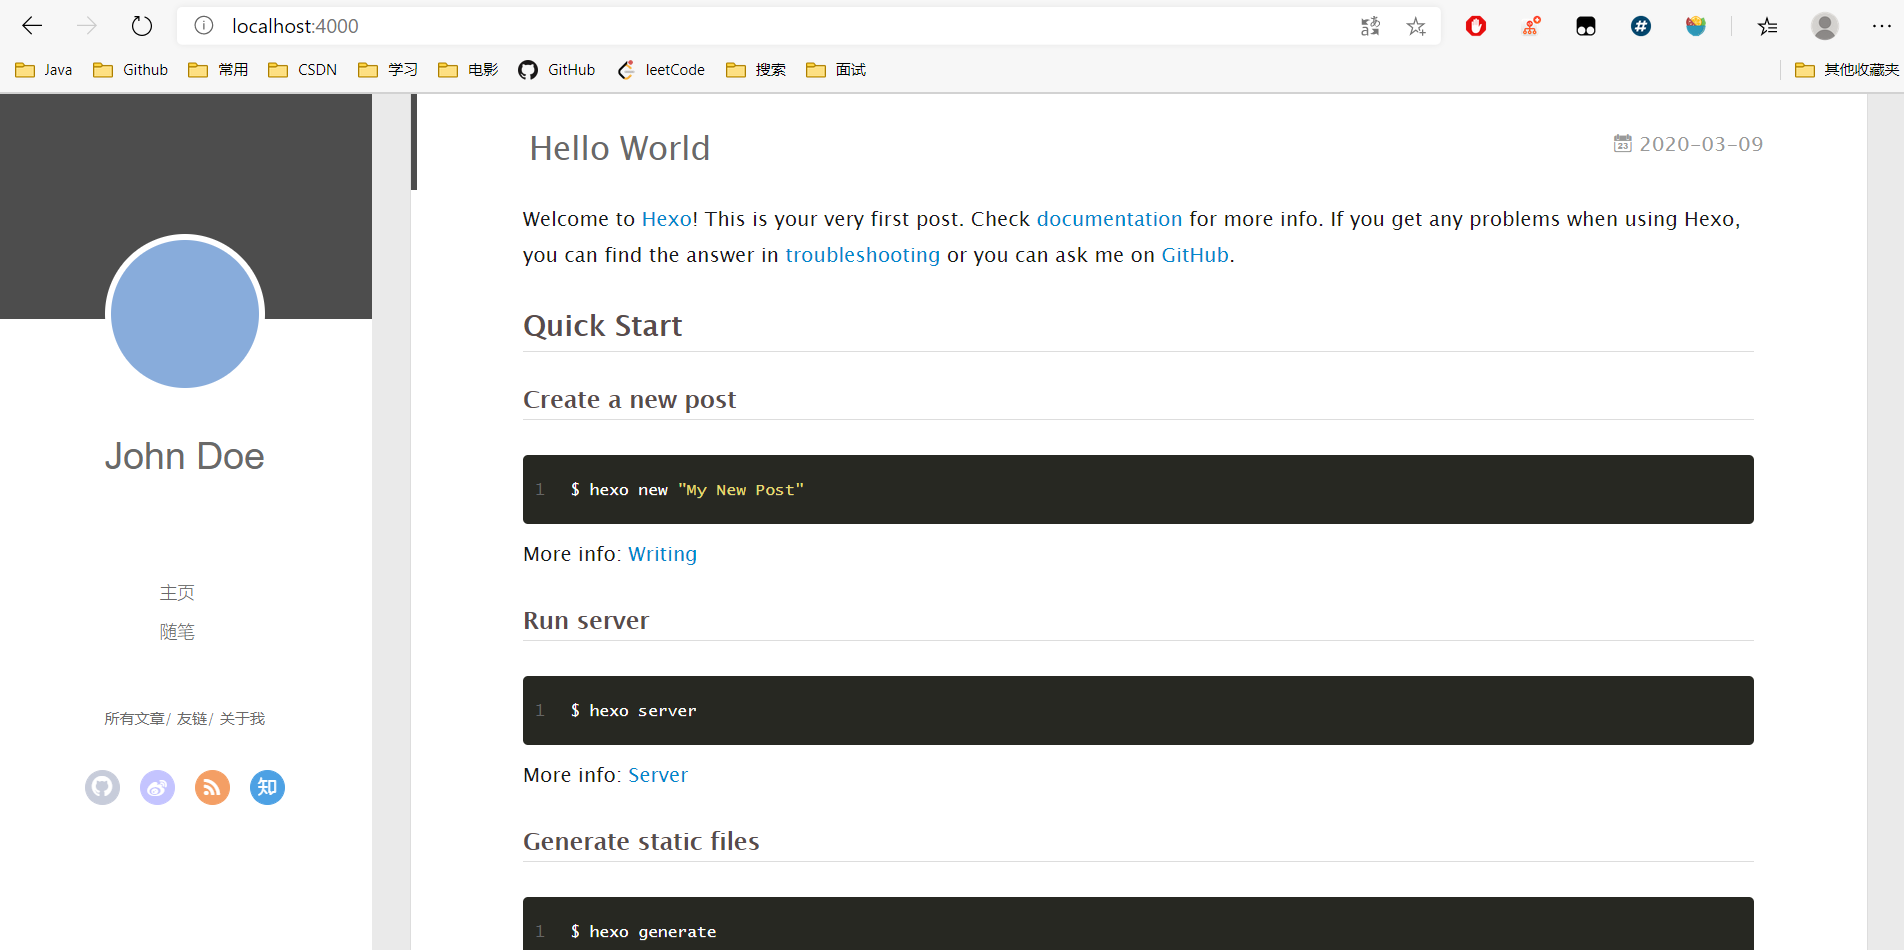 localhost:4000
Java Github 常用 CSDN 学习 电影 GitHub leetCode 搜索 面试 其他收藏夹
John Doe
主页
随笔
所有文章/ 友链/ 关于我
知
Hello World
23 2020-03-09
Welcome to Hexo! This is your very first post. Check documentation for more info. If you get any problems when using Hexo,
you can find the answer in troubleshooting or you can ask me on GitHub.
Quick Start
Create a new post
1 $ hexo new "My New Post"
More info: Writing
Run server
1 $ hexo server
More info: Server
Generate static files
1 $ hexo generate